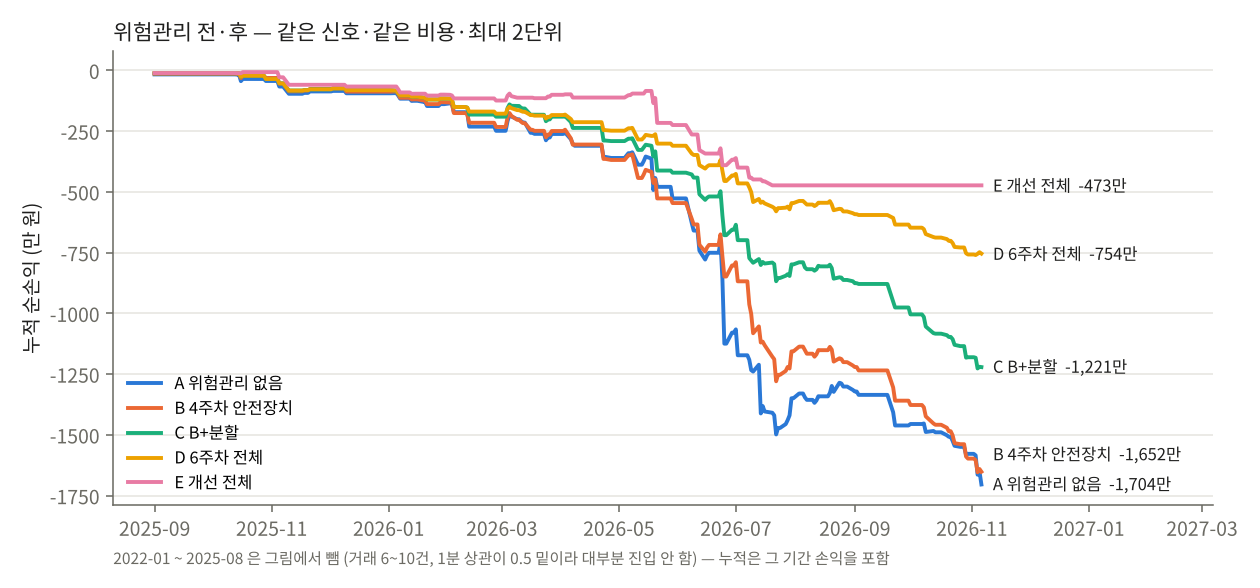 위험관리 전·후 — 같은 신호·같은 비용·최대 2단위
누적 순손익 (만 원)
0
-250
-500
-750
-1000
-1250
-1500
-1750
E 개선 전체 -473만
D 6주차 전체 -754만
C B+분할 -1,221만
B 4주차 안전장치 -1,652만
A 위험관리 없음 -1,704만
A 위험관리 없음
B 4주차 안전장치
C B+분할
D 6주차 전체
E 개선 전체
2025-09 2025-11 2026-01 2026-03 2026-05 2026-07 2026-09 2026-11 2027-01 2027-03
2022-01 ~ 2025-08 은 그림에서 뺌 (거래 6~10건, 1분 상관이 0.5 밑이라 대부분 진입 안 함) — 누적은 그 기간 손익을 포함